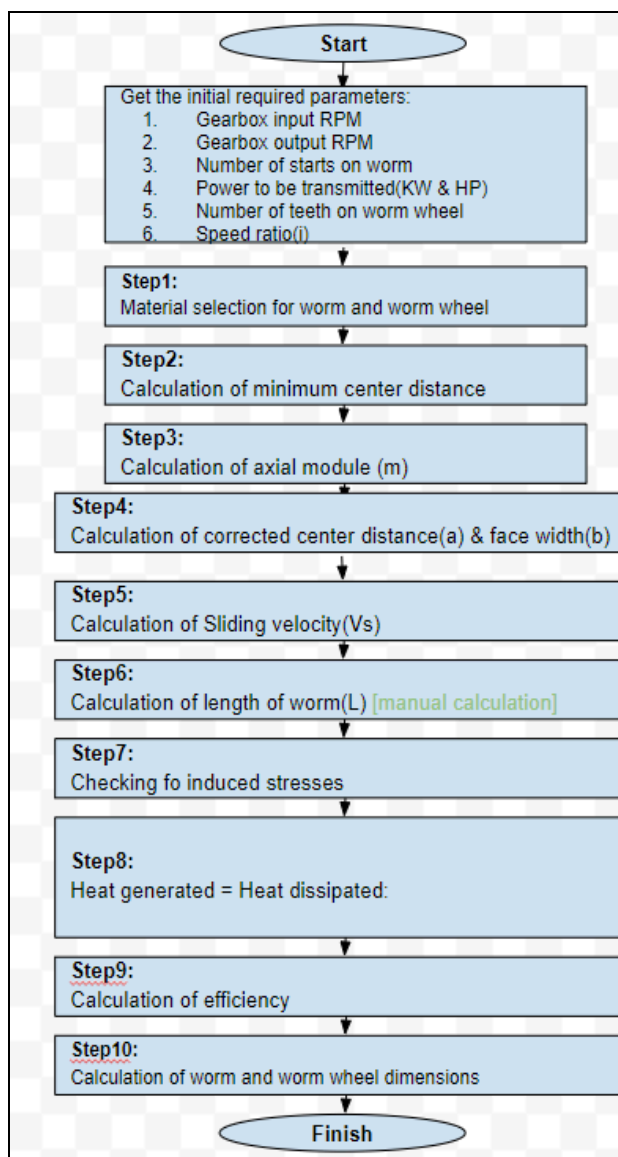 Start
Get the initial required parameters:
1. Gearbox input RPM
2. Gearbox output RPM
3. Number of starts on worm
4. Power to be transmitted(KW & HP)
5. Number of teeth on worm wheel
6. Speed ratio(i)
Step1:
Material selection for worm and worm wheel
Step2:
Calculation of minimum center distance
Step3:
Calculation of axial module (m)
Step4:
Calculation of corrected center distance(a) & face width(b)
Step5:
Calculation of Sliding velocity(Vs)
Step6:
Calculation of length of worm(L) [manual calculation]
Step7:
Checking fo induced stresses
Step8:
Heat generated = Heat dissipated:
Step9:
Calculation of efficiency
Step10:
Calculation of worm and worm wheel dimensions
Finish